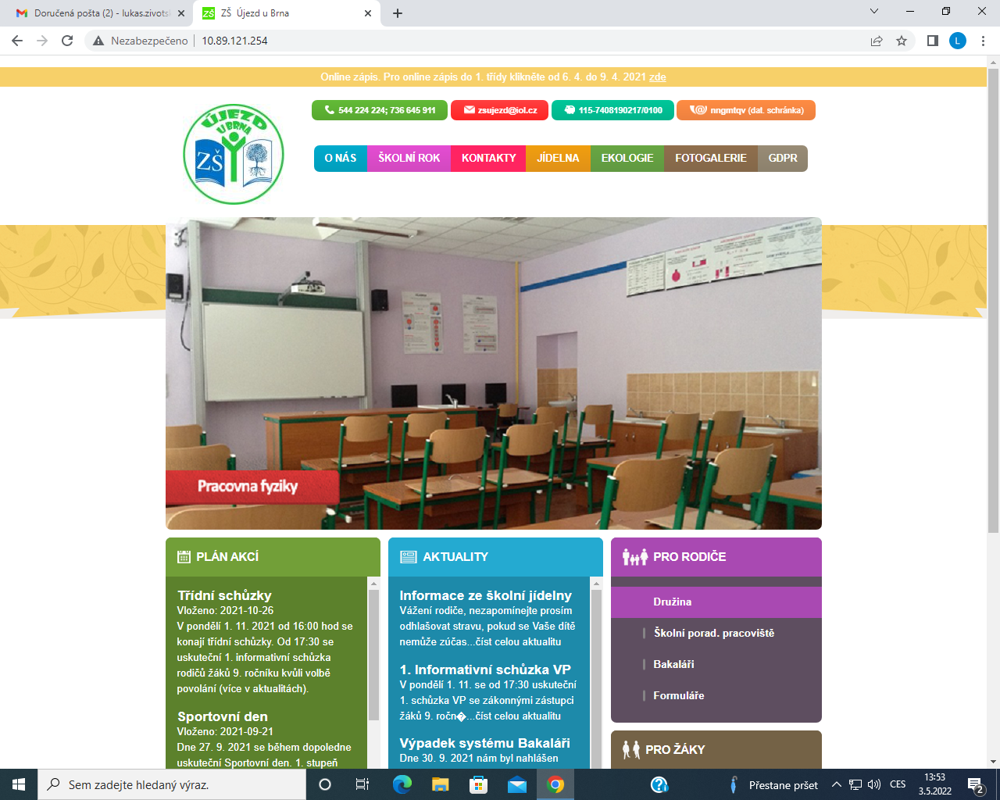 Doručená pošta (2) - lukas.zivots
ZŠ Újezd u Brna
Nezabezpečeno
10.89.121.254
Online zápis. Pro online zápis do 1. třídy klikněte od 6. 4. do 9. 4. 2021 zde
544 224 224; 736 645 911
zsujezd@iol.cz
115-7408190217/0100
nngmtqv (dat. schránka)
ÚJEZD
U BRNA
ZŠ
O NÁS
ŠKOLNÍ ROK
KONTAKTY
JÍDELNA
EKOLOGIE
FOTOGALERIE
GDPR
Pracovna fyziky
PLÁN AKCÍ
Třídní schůzky
Vloženo: 2021-10-26
V pondělí 1. 11. 2021 od 16:00 hod se
konají třídní schůzky. Od 17:30 se
uskuteční 1. informativní schůzka
rodičů žáků 9. ročníku kvůli volbě
povolání (více v aktualitách).
Sportovní den
Vloženo: 2021-09-21
Dne 27. 9. 2021 se během dopoledne
uskuteční Sportovní den. 1. stupeň
AKTUALITY
Informace ze školní jídelny
Vážení rodiče, nezapomínejte prosím
odhlašovat stravu, pokud se Vaše dítě
nemůže zúčas...číst celou aktualitu
1. Informativní schůzka VP
V pondělí 1. 11. se od 17:30 uskuteční
1. schůzka VP se zákonnými zástupci
žáků 9. ročn�...číst celou aktualitu
Výpadek systému Bakaláři
Dne 30. 9. 2021 nám byl nahlášen
PRO RODIČE
Družina
Školní porad. pracoviště
Bakaláři
Formuláře
PRO ŽÁKY
Sem zadejte hledaný výraz.
Přestane pršet
CES
13:53
3.5.2022
2
L